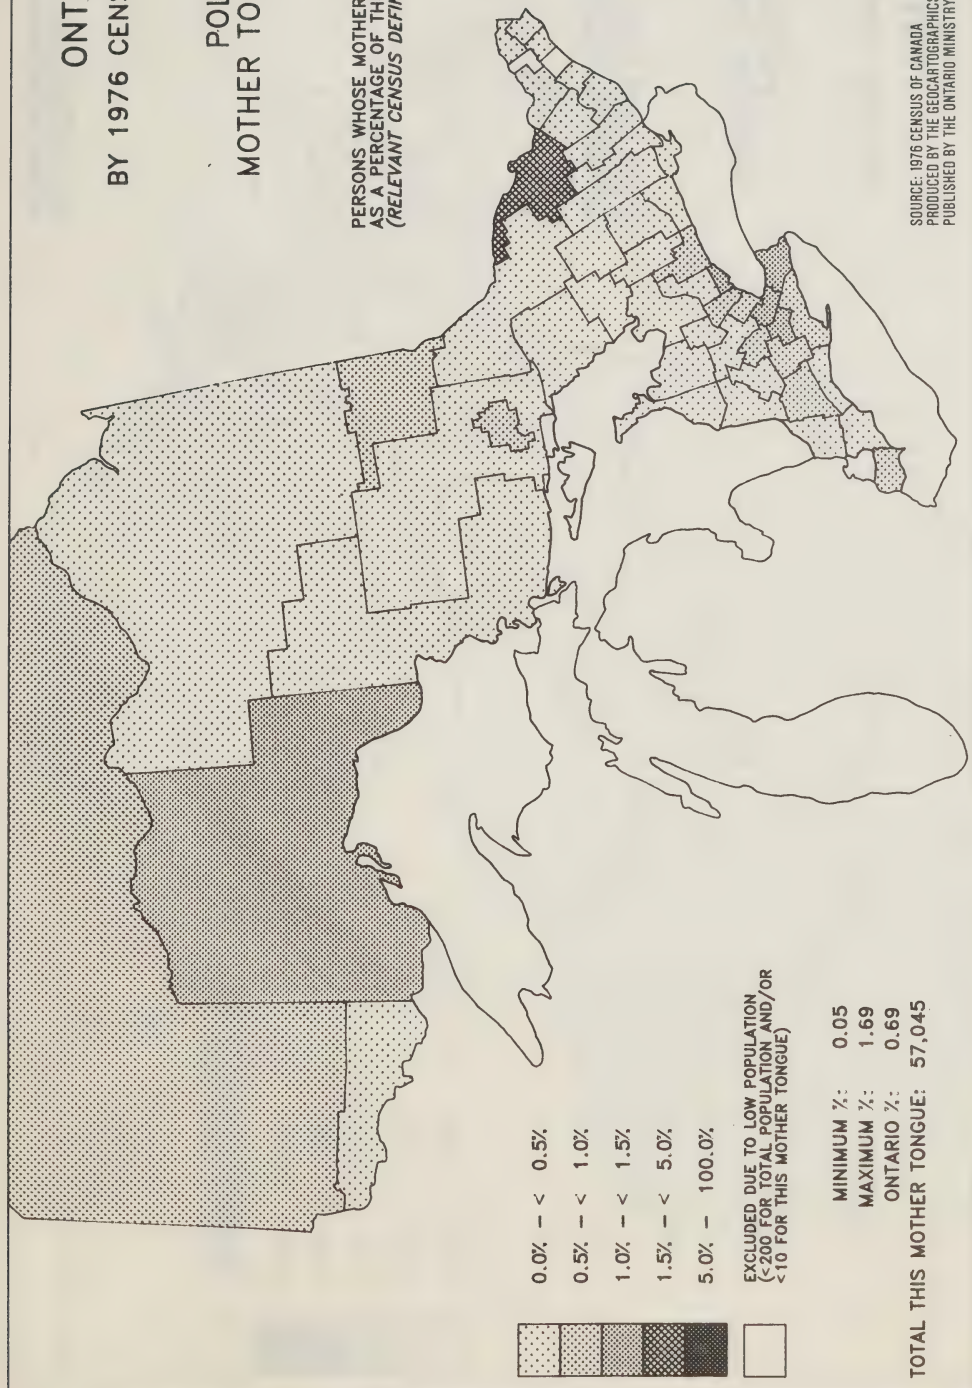 ONT
BY 1976 CENS
POL
MOTHER TO
PERSONS WHOSE MOTHER
AS A PERCENTAGE OF TH
(RELEVANT CENSUS DEFIN
0.0% – < 0.5%
0.5% – < 1.0%
1.0% – < 1.5%
1.5% – < 5.0%
5.0% – 100.0%
EXCLUDED DUE TO LOW POPULATION
(<200 FOR TOTAL POPULATION AND/OR
<10 FOR THIS MOTHER TONGUE)
MINIMUM %: 0.05
MAXIMUM %: 1.69
ONTARIO %: 0.69
TOTAL THIS MOTHER TONGUE: 57,045
SOURCE: 1976 CENSUS OF CANADA
PRODUCED BY THE GEOCARTOGRAPHICS
PUBLISHED BY THE ONTARIO MINISTRY